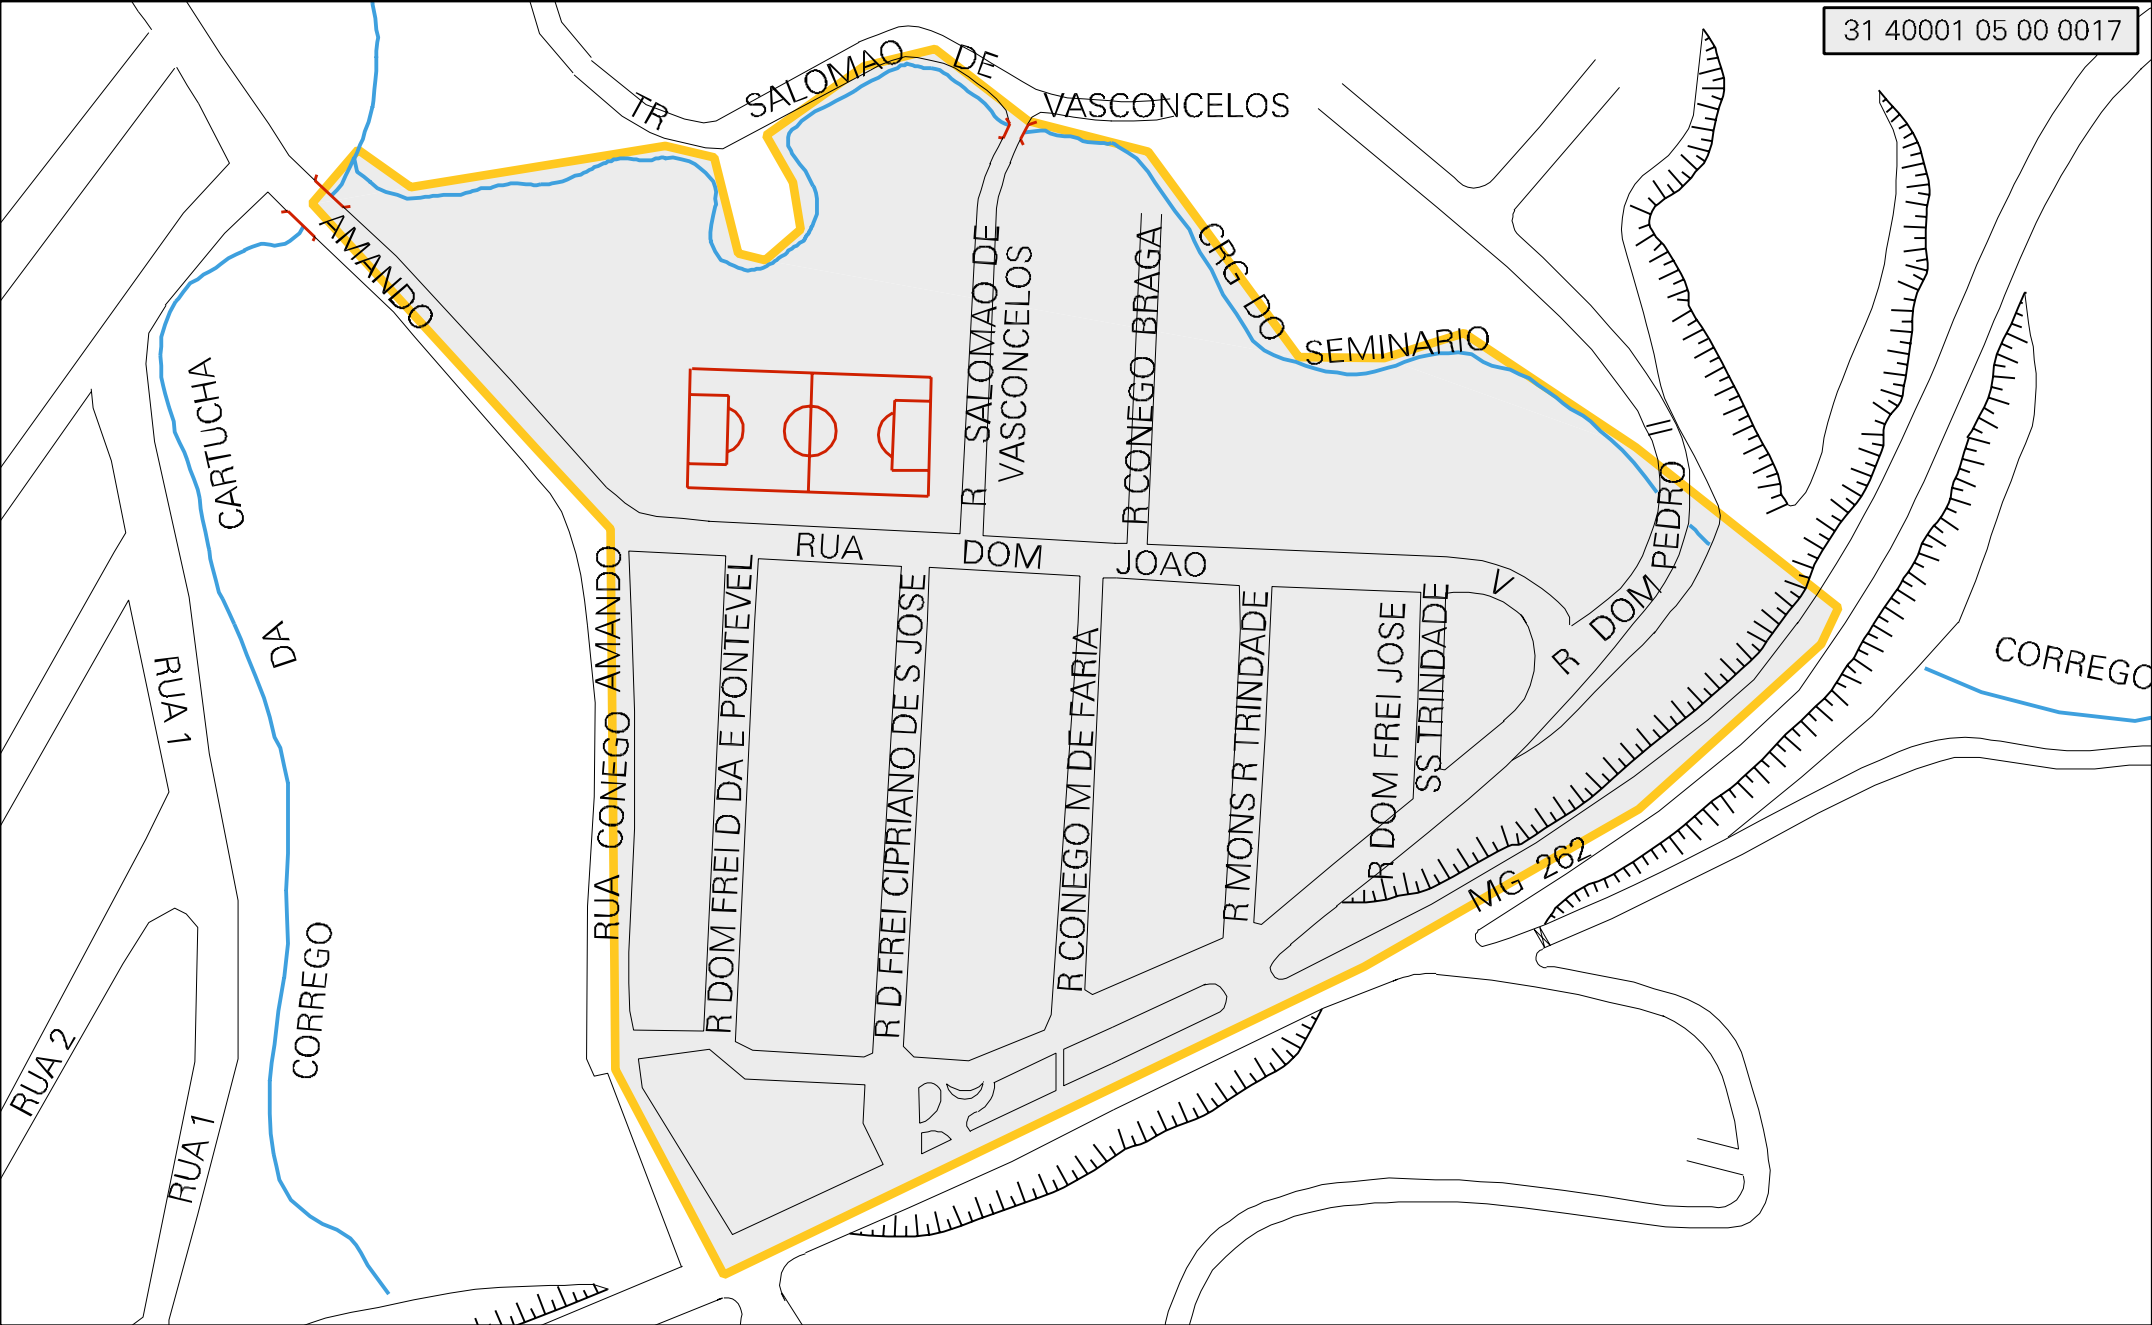 31 40001 05 00 0017
TR SALOMAO DE VASCONCELOS
AMANDO
CRG DO SEMINARIO
R SALOMAO DE
VASCONCELOS
R CONEGO BRAGA
CARTUCHA
DA
CORREGO
R DOM PEDRO II
RUA DOM JOAO V
RUA CONEGO AMANDO
R DOM FREI D DA E PONTEVEL
R D FREI CIPRIANO DE S JOSE
R CONEGO M DE FARIA
R MONS R TRINDADE
R DOM FREI JOSE
SS TRINDADE
CORREGO
RUA 1
MG 262
RUA 2
RUA 1